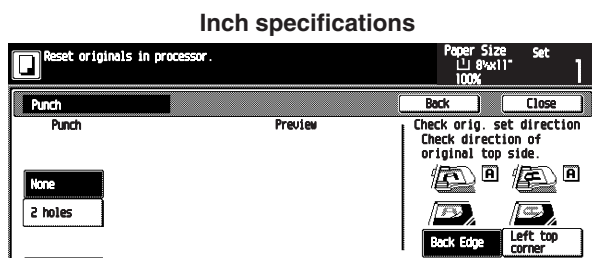 Inch specifications
Reset originals in processor.
Paper Size
Set
8½x11"
100%
1
Punch
Back
Close
Punch
Preview
Check orig. set direction
Check direction of
original top side.
None
2 holes
A
A
Back Edge
Left top
corner